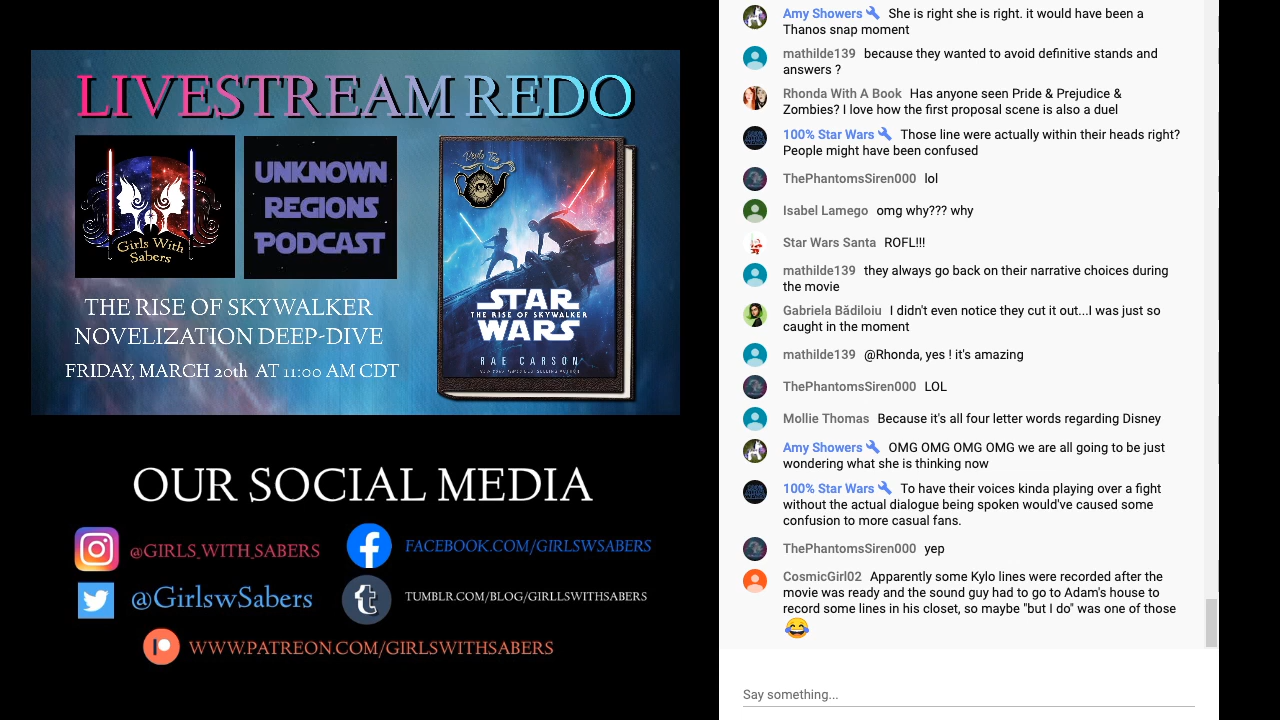 LIVESTREAM REDO
Girls With
Sabers
UNKNOWN
REGIONS
PODCAST
STAR
THE RISE OF SKYWALKER
WARS
RAE CARSON
THE RISE OF SKYWALKER
NOVELIZATION DEEP-DIVE
FRIDAY, MARCH 20th AT 11:00 AM CDT
OUR SOCIAL MEDIA
@GIRLS_WITH_SABERS
FACEBOOK.COM/GIRLSWSABERS
@GirlswSabers
TUMBLR.COM/BLOG/GIRLLSWITHSABERS
WWW.PATREON.COM/GIRLSWITHSABERS
Amy Showers She is right she is right. it would have been a
Thanos snap moment
mathilde139 because they wanted to avoid definitive stands and
answers ?
Rhonda With A Book Has anyone seen Pride & Prejudice &
Zombies? I love how the first proposal scene is also a duel
100% Star Wars Those line were actually within their heads right?
People might have been confused
ThePhantomsSiren000 lol
Isabel Lamego omg why??? why
Star Wars Santa ROFL!!!
mathilde139 they always go back on their narrative choices during
the movie
Gabriela Bădiloiu I didn't even notice they cut it out...I was just so
caught in the moment
mathilde139 @Rhonda, yes ! it's amazing
ThePhantomsSiren000 LOL
Mollie Thomas Because it's all four letter words regarding Disney
Amy Showers OMG OMG OMG OMG we are all going to be just
wondering what she is thinking now
100% Star Wars To have their voices kinda playing over a fight
without the actual dialogue being spoken would've caused some
confusion to more casual fans.
ThePhantomsSiren000 yep
CosmicGirl02 Apparently some Kylo lines were recorded after the
movie was ready and the sound guy had to go to Adam's house to
record some lines in his closet, so maybe "but I do" was one of those
😂
Say something...